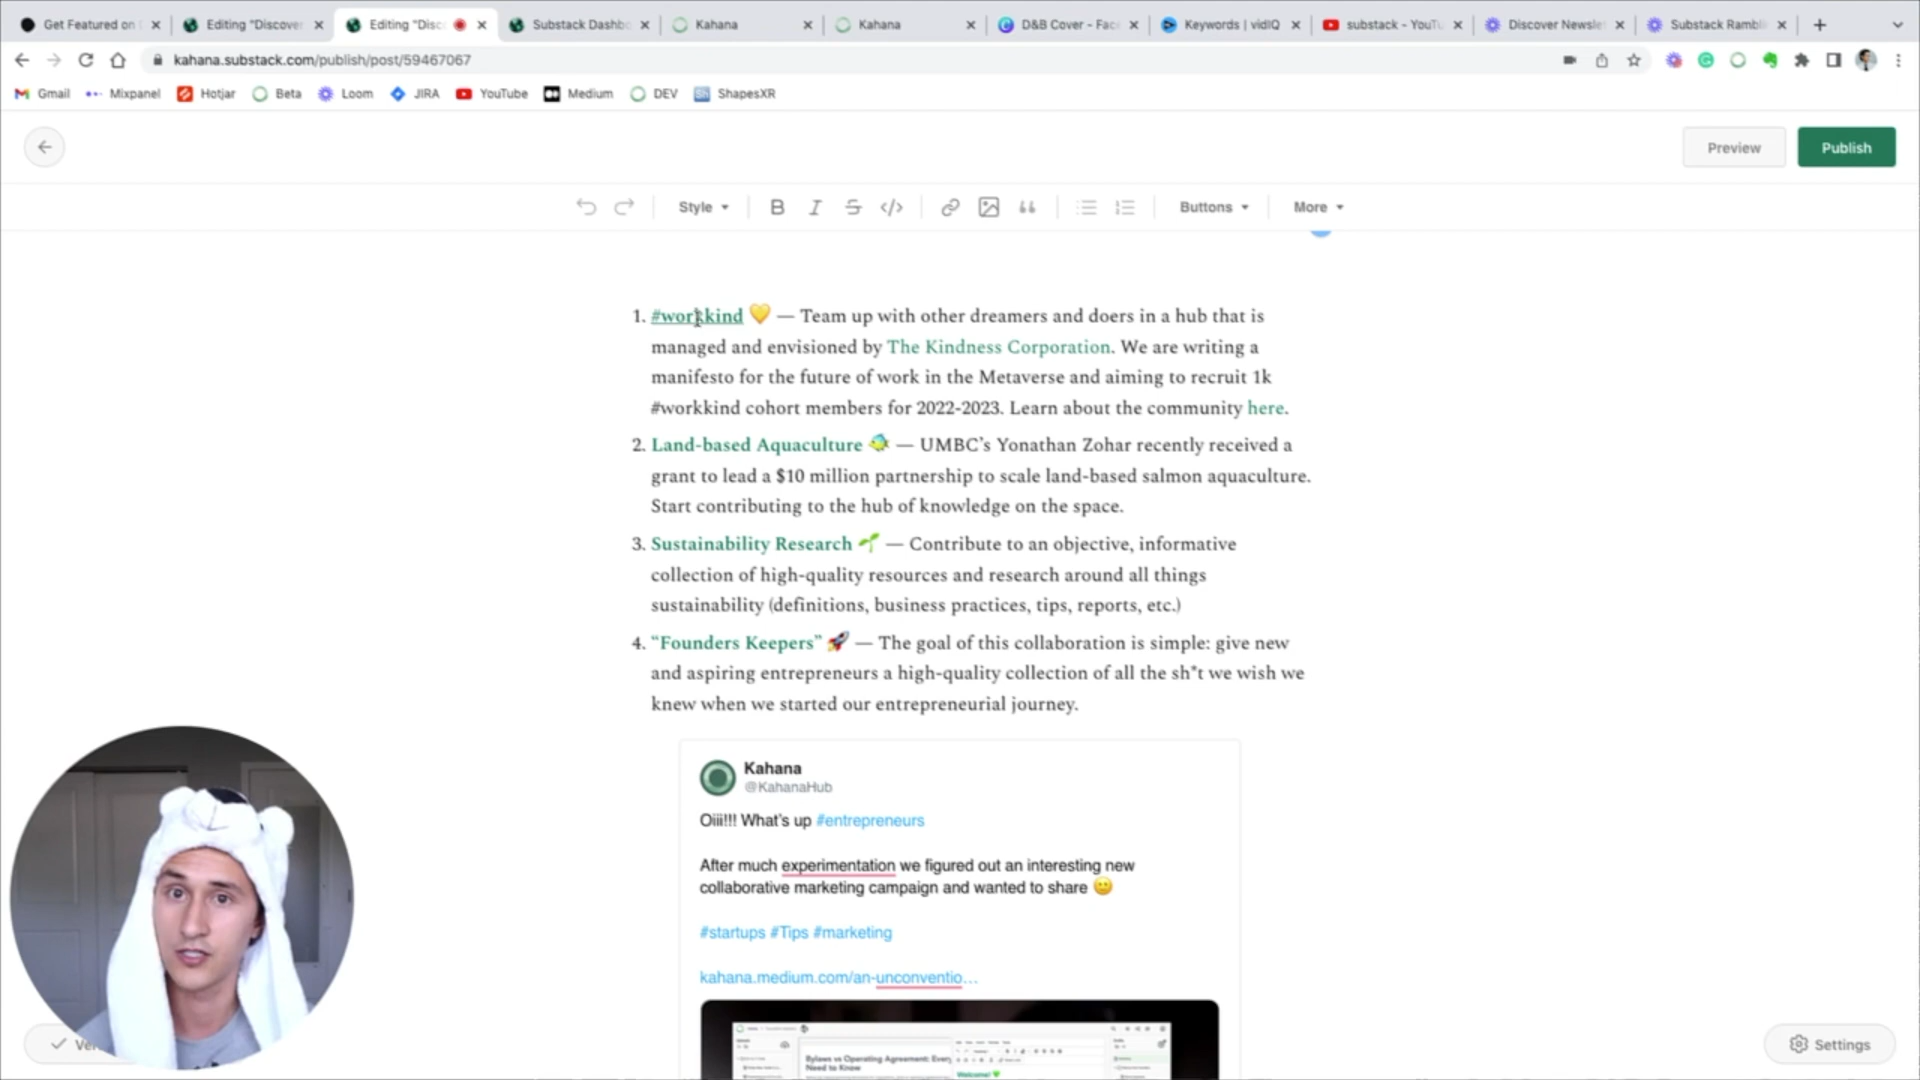 Get Featured on
Editing "Discover
Editing "Disc
Substack Dashb
Kahana
Kahana
D&B Cover - Fac
Keywords | vidIQ
substack - YouTu
Discover Newsle
Substack Rambli
kahana.substack.com/publish/post/59467067
Gmail
Mixpanel
Hotjar
Beta
Loom
JIRA
YouTube
Medium
DEV
ShapesXR
Preview
Publish
Style
B
I
S
Buttons
More
1. #workkind 💛 — Team up with other dreamers and doers in a hub that is
managed and envisioned by The Kindness Corporation. We are writing a
manifesto for the future of work in the Metaverse and aiming to recruit 1k
#workkind cohort members for 2022-2023. Learn about the community here.
2. Land-based Aquaculture 🐠 — UMBC’s Yonathan Zohar recently received a
grant to lead a $10 million partnership to scale land-based salmon aquaculture.
Start contributing to the hub of knowledge on the space.
3. Sustainability Research 🌱 — Contribute to an objective, informative
collection of high-quality resources and research around all things
sustainability (definitions, business practices, tips, reports, etc.)
4. “Founders Keepers” 🚀 — The goal of this collaboration is simple: give new
and aspiring entrepreneurs a high-quality collection of all the sh*t we wish we
knew when we started our entrepreneurial journey.
Kahana
@KahanaHub
Oiii!!! What's up #entrepreneurs
After much experimentation we figured out an interesting new
collaborative marketing campaign and wanted to share 🙂
#startups #Tips #marketing
kahana.medium.com/an-unconventio…
Bylaws vs Operating Agreement: Every
Need to Know
Welcome!
Settings